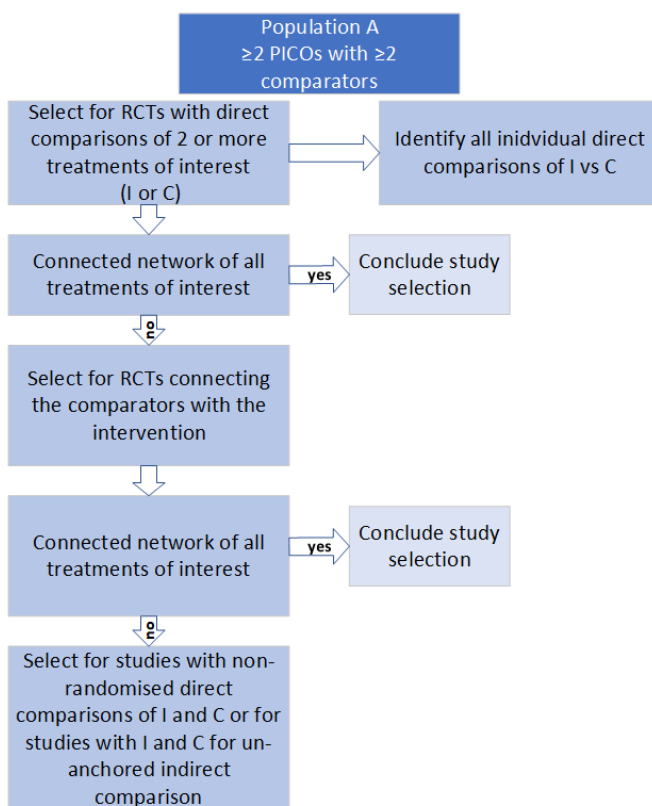 Population A
≥2 PICOs with ≥2
comparators
Select for RCTs with direct
comparisons of 2 or more
treatments of interest
(I or C)
Identify all inidvidual direct
comparisons of I vs C
Connected network of all
treatments of interest
yes
Conclude study
selection
no
Select for RCTs connecting
the comparators with the
intervention
Connected network of all
treatments of interest
yes
Conclude study
selection
no
Select for studies with non-
randomised direct
comparisons of I and C or for
studies with I and C for un-
anchored indirect
comparison